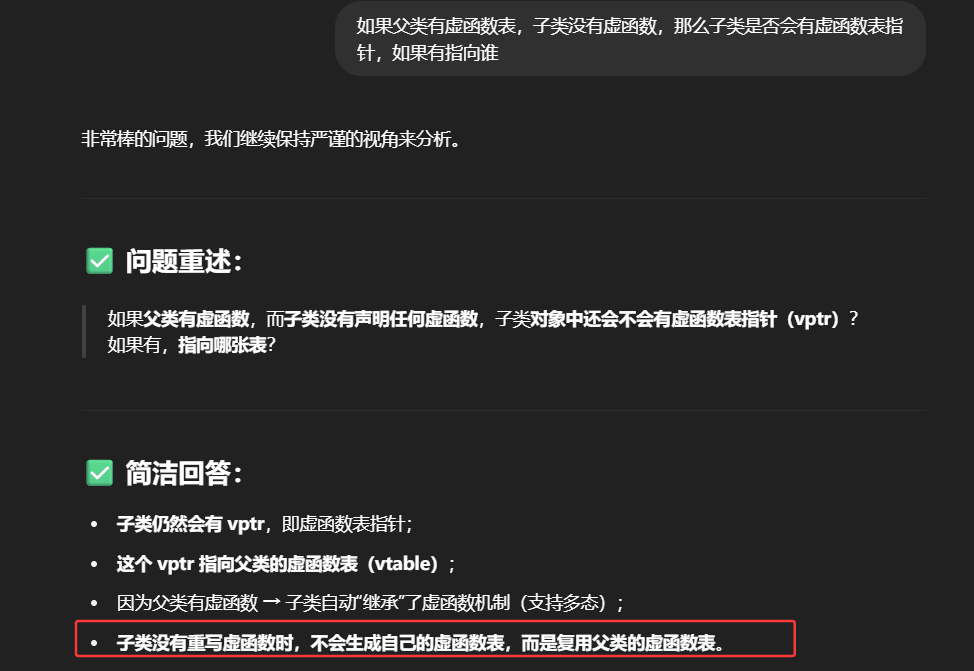 如果父类有虚函数表，子类没有虚函数，那么子类是否会有虚函数表指
针，如果有指向谁
非常棒的问题，我们继续保持严谨的视角来分析。
问题重述：
如果父类有虚函数，而子类没有声明任何虚函数，子类对象中还会不会有虚函数表指针（vptr）？
如果有，指向哪张表？
简洁回答：
• 子类仍然会有 vptr，即虚函数表指针；
• 这个 vptr 指向父类的虚函数表（vtable）；
• 因为父类有虚函数 → 子类自动“继承”了虚函数机制（支持多态）；
• 子类没有重写虚函数时，不会生成自己的虚函数表，而是复用父类的虚函数表。